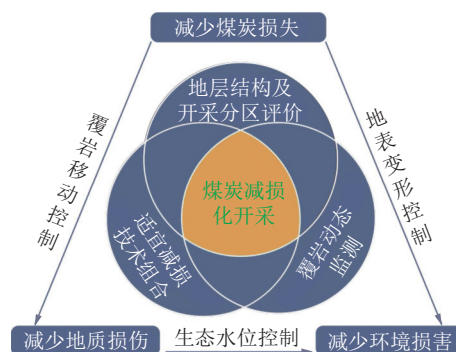 减少煤炭损失
地层结构及
开采分区评价
覆岩移动控制
地表变形控制
煤炭减损
化开采
适宜减损
技术组合
覆岩动态
监测
减少地质损伤
生态水位控制
减少环境损害